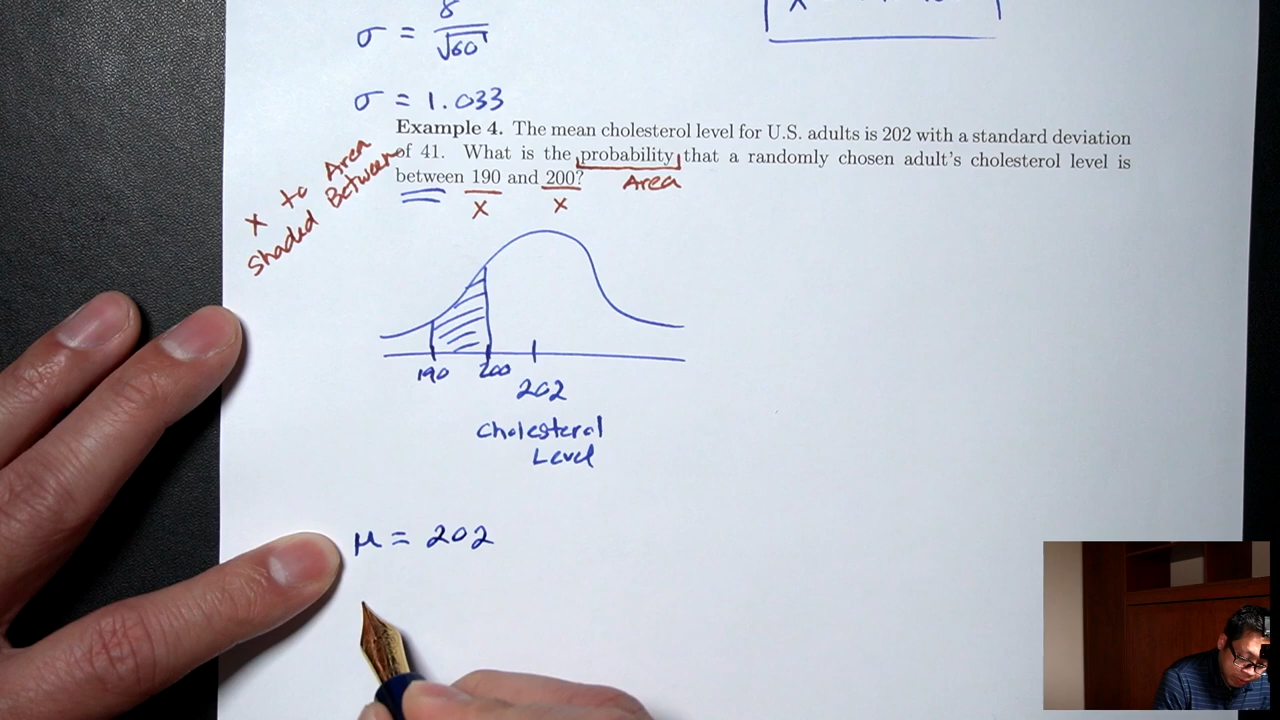 σ = 8/√60
σ = 1.033
Example 4. The mean cholesterol level for U.S. adults is 202 with a standard deviation
of 41. What is the probability that a randomly chosen adult's cholesterol level is
between 190 and 200?
Area
x
x
x to Area
Shaded Between
190
200
202
Cholesterol
Level
μ = 202